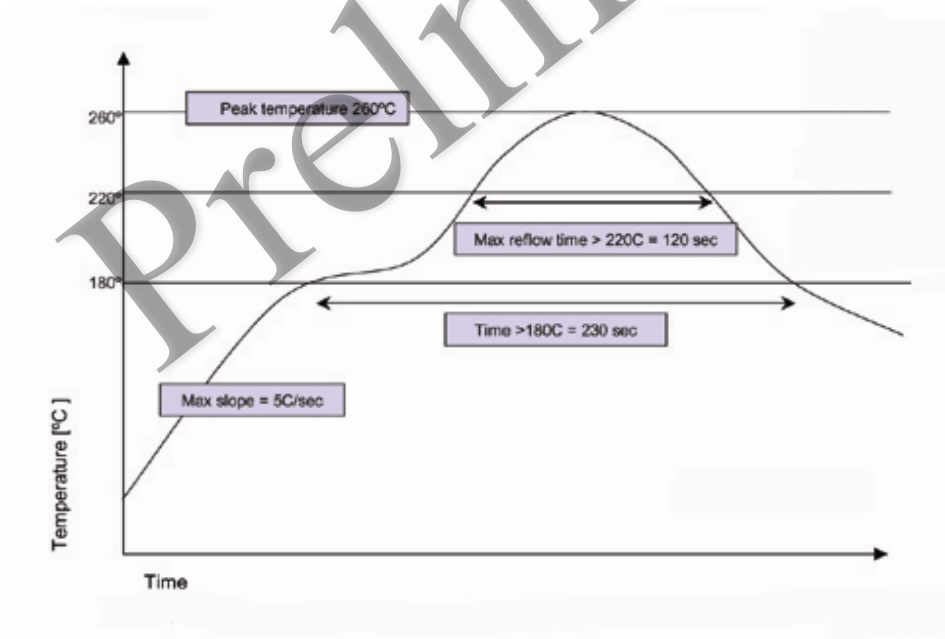 Prelm
Peak temperature 260ºC
260º
220º
Max reflow time > 220C = 120 sec
180º
Time >180C = 230 sec
Max slope = 5C/sec
Temperature [ºC ]
Time